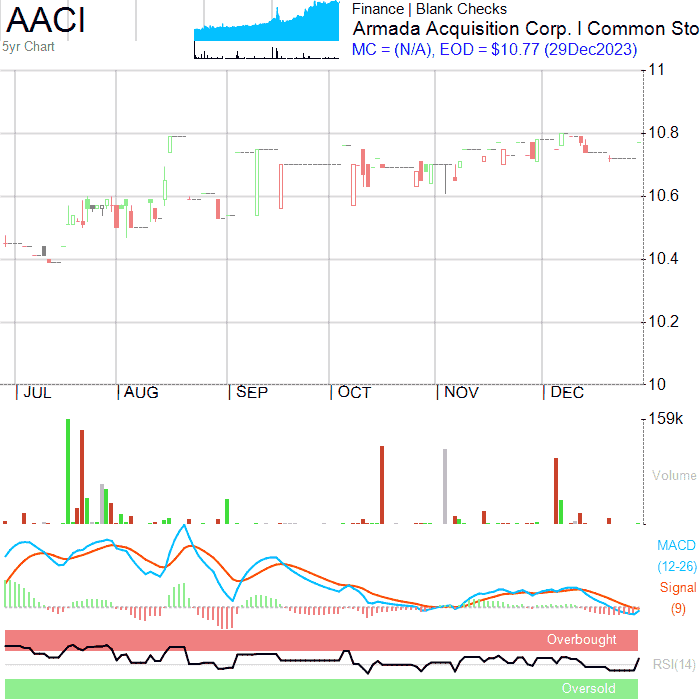 AACI
5yr Chart
Finance | Blank Checks
Armada Acquisition Corp. I Common Sto
MC = (N/A), EOD = $10.77 (29Dec2023)
11
10.8
10.6
10.4
10.2
10
JUL AUG SEP OCT NOV DEC
159k
Volume
MACD
(12-26)
Signal
(9)
Overbought
RSI(14)
Oversold